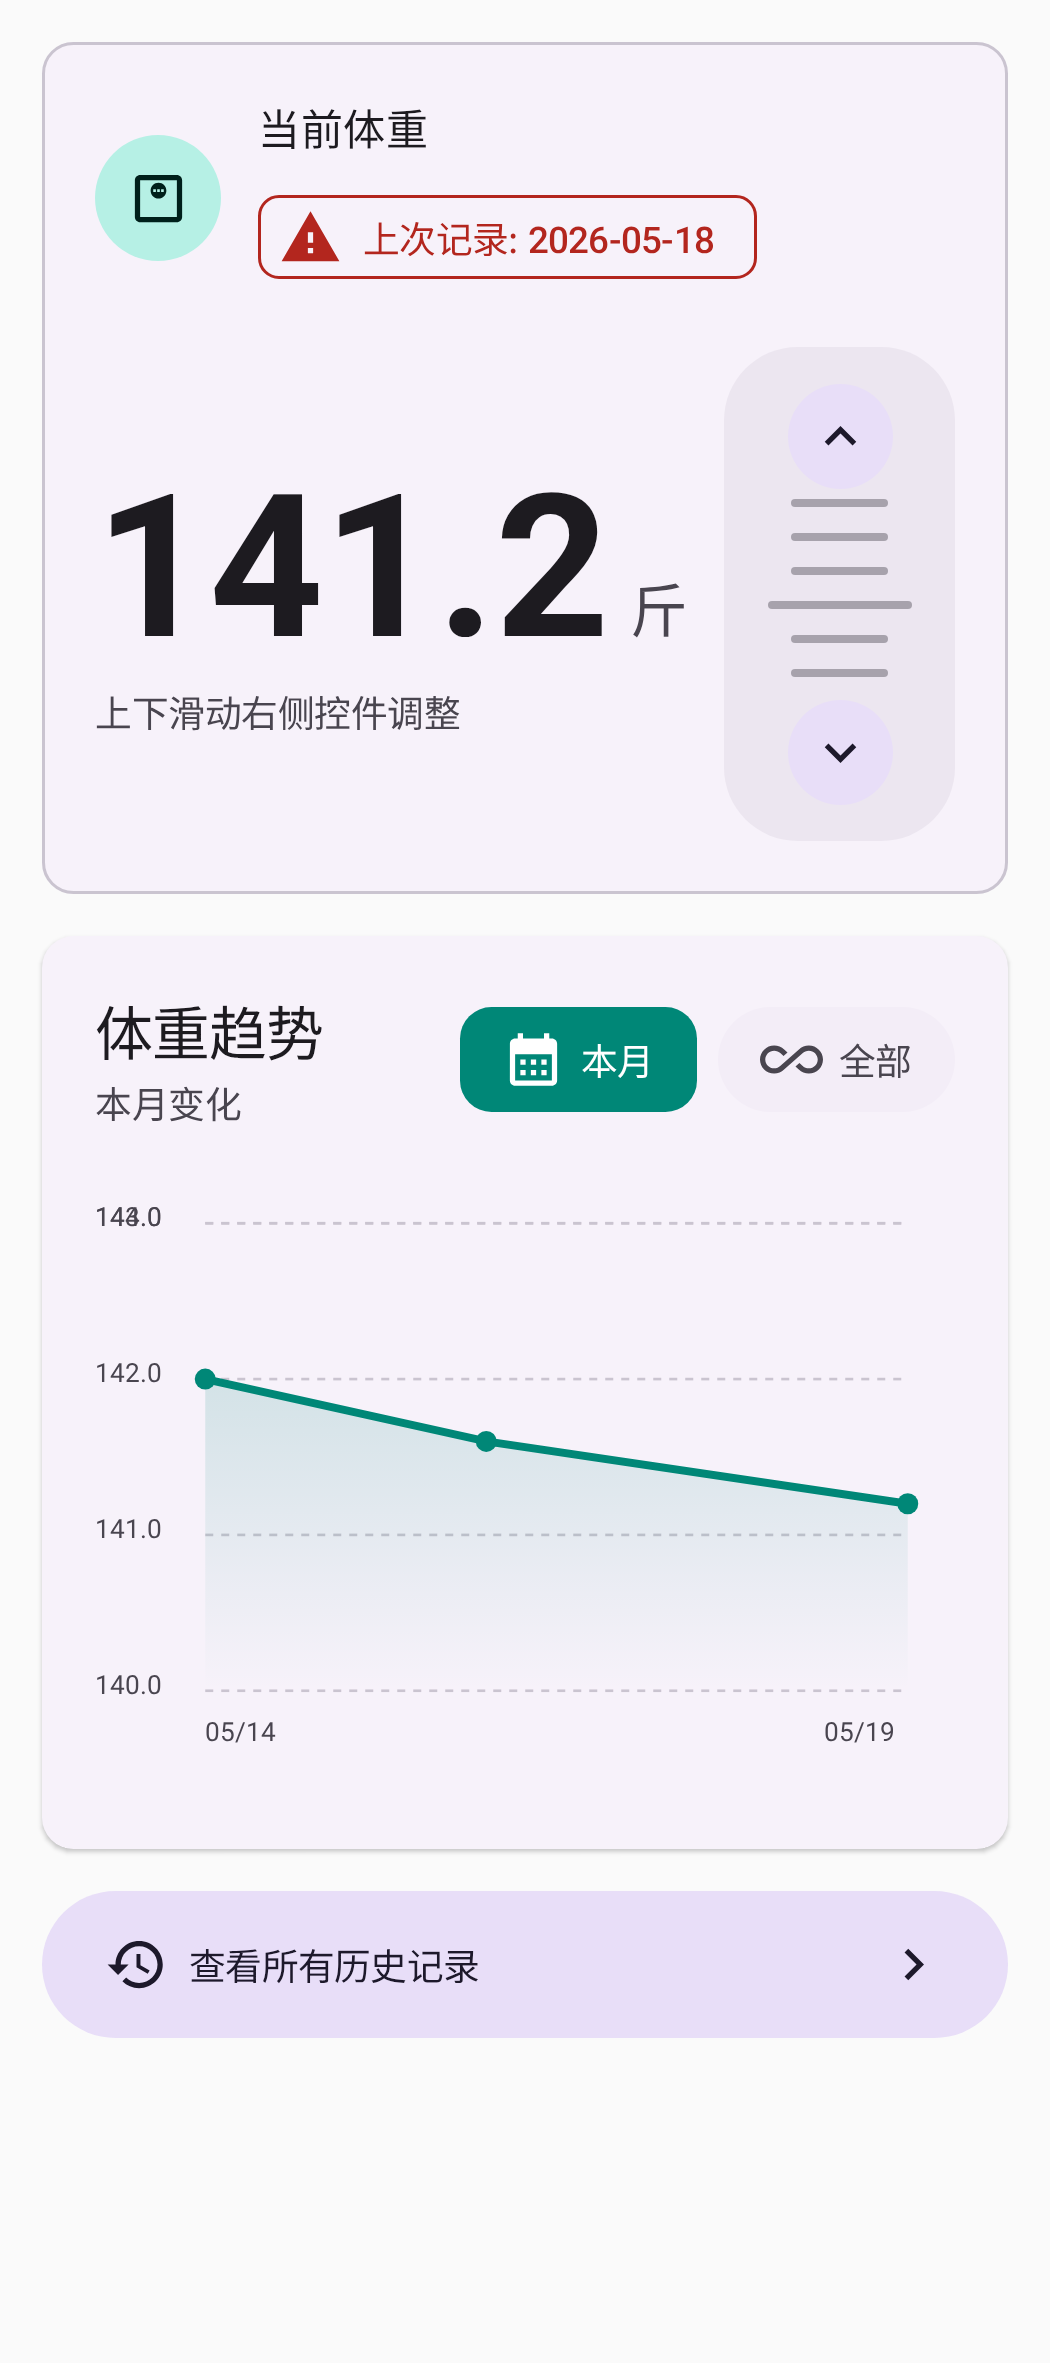 当前体重
上次记录: 2026-05-18
141.2 斤
上下滑动右侧控件调整
体重趋势
本月变化
本月
全部
142.0
141.0
140.0
05/14
05/19
查看所有历史记录